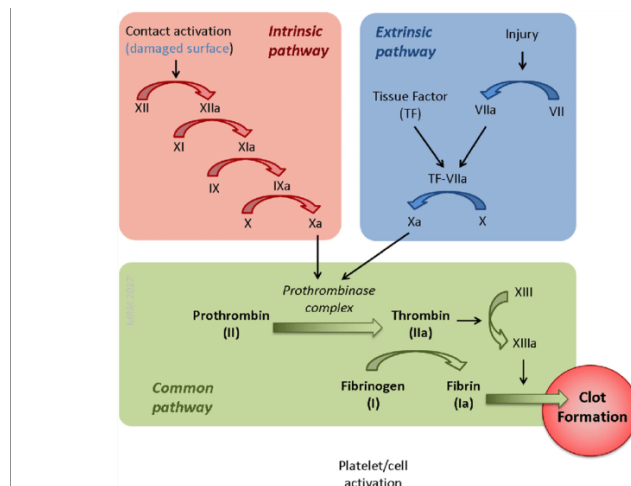 Contact activation
(damaged surface)
Intrinsic
pathway
XII
XIIa
XI
XIa
IX
IXa
X
Xa
Extrinsic
pathway
Injury
Tissue Factor
(TF)
VIIa
VII
TF-VIIa
Xa
X
Prothrombinase
complex
Prothrombin
(II)
Thrombin
(IIa)
XIII
XIIIa
Fibrinogen
(I)
Fibrin
(Ia)
Common
pathway
Clot
Formation
Platelet/cell
activation